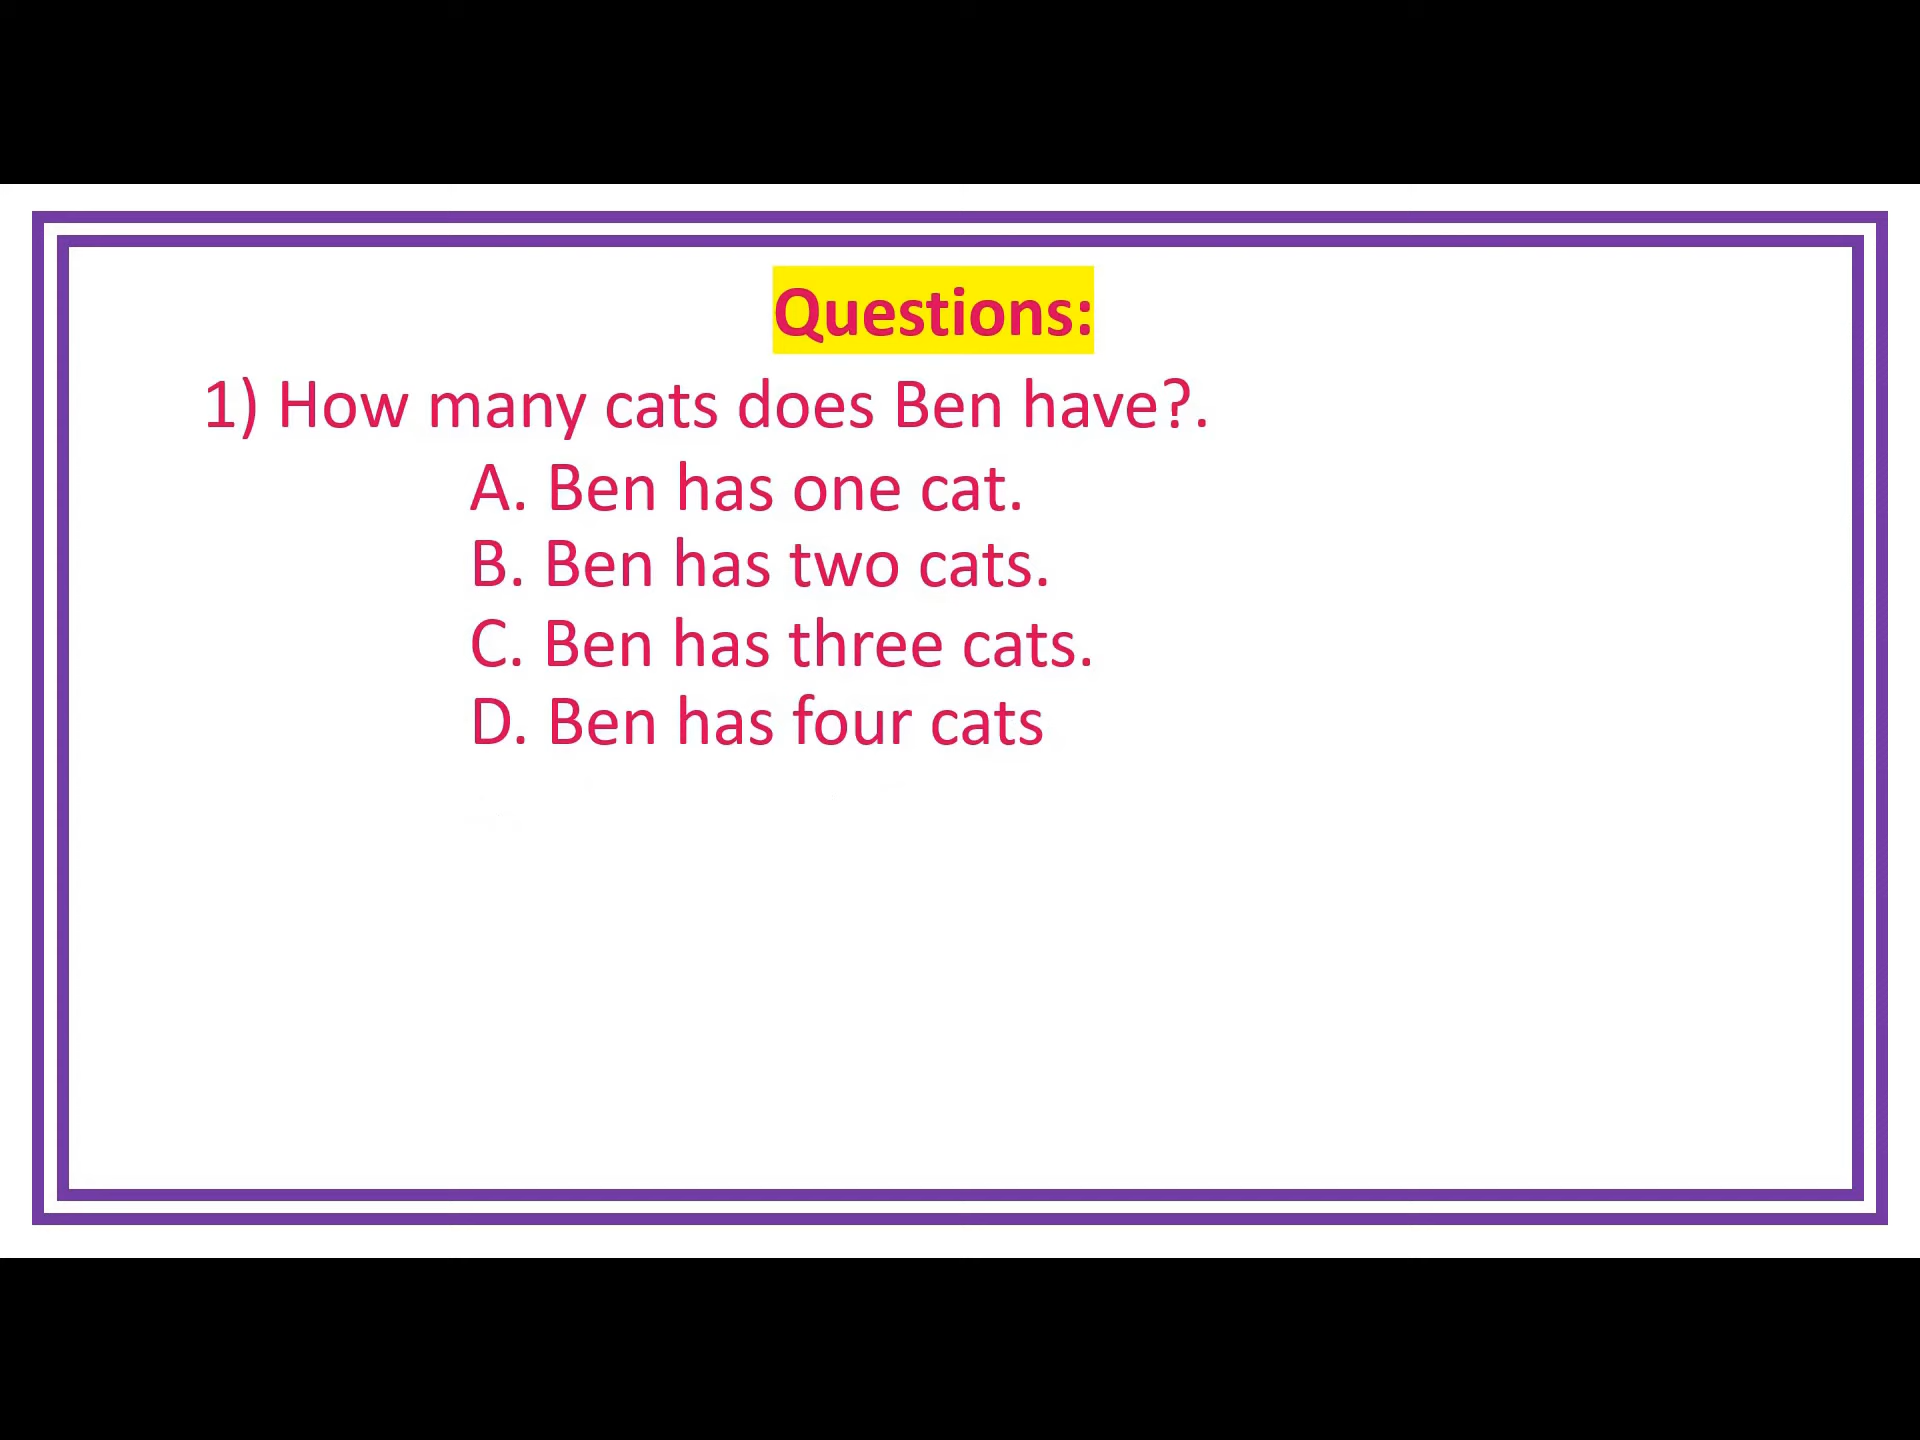 Questions:
1) How many cats does Ben have?.
A. Ben has one cat.
B. Ben has two cats.
C. Ben has three cats.
D. Ben has four cats